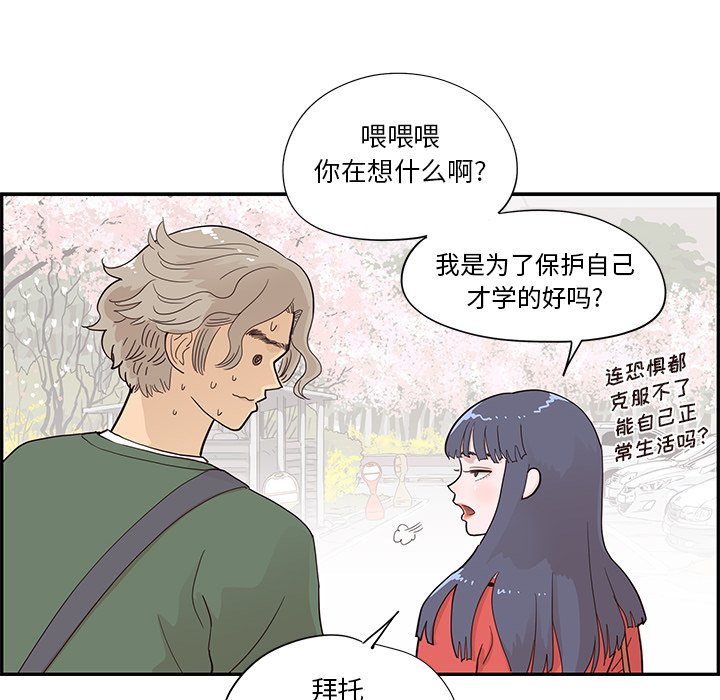 喂喂喂
你在想什么啊?
我是为了保护自己
才学的好吗?
连恐惧都
克服不了
能自己正
常生活吗?
拜托